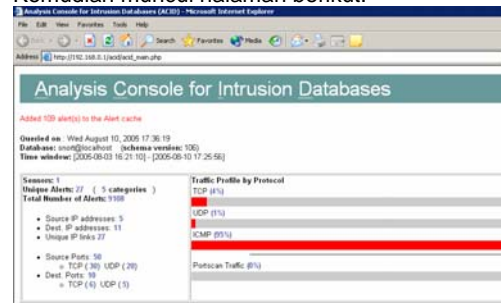 Kemudian muncul halaman berikut:
Analysis Console for Intrusion Databases (ACID) - Microsoft Internet Explorer
File Edit View Favorites Tools Help
Back Search Favorites Media
Address http://192.168.0.1/acid/acid_main.php
Analysis Console for Intrusion Databases
Added 109 alert(s) to the Alert cache
Queried on : Wed August 10, 2005 17:36:19
Database: snort@localhost (schema version: 106)
Time window: [2005-08-03 16:21:10] - [2005-08-10 17:25:56]
Sensors: 1
Unique Alerts: 27 ( 5 categories )
Total Number of Alerts: 9108
Source IP addresses: 5
Dest. IP addresses: 11
Unique IP links 27
Source Ports: 50
TCP ( 30) UDP ( 20)
Dest. Ports: 10
TCP ( 6) UDP ( 5)
Traffic Profile by Protocol
TCP (4%)
UDP (1%)
ICMP (95%)
Portscan Traffic (0%)